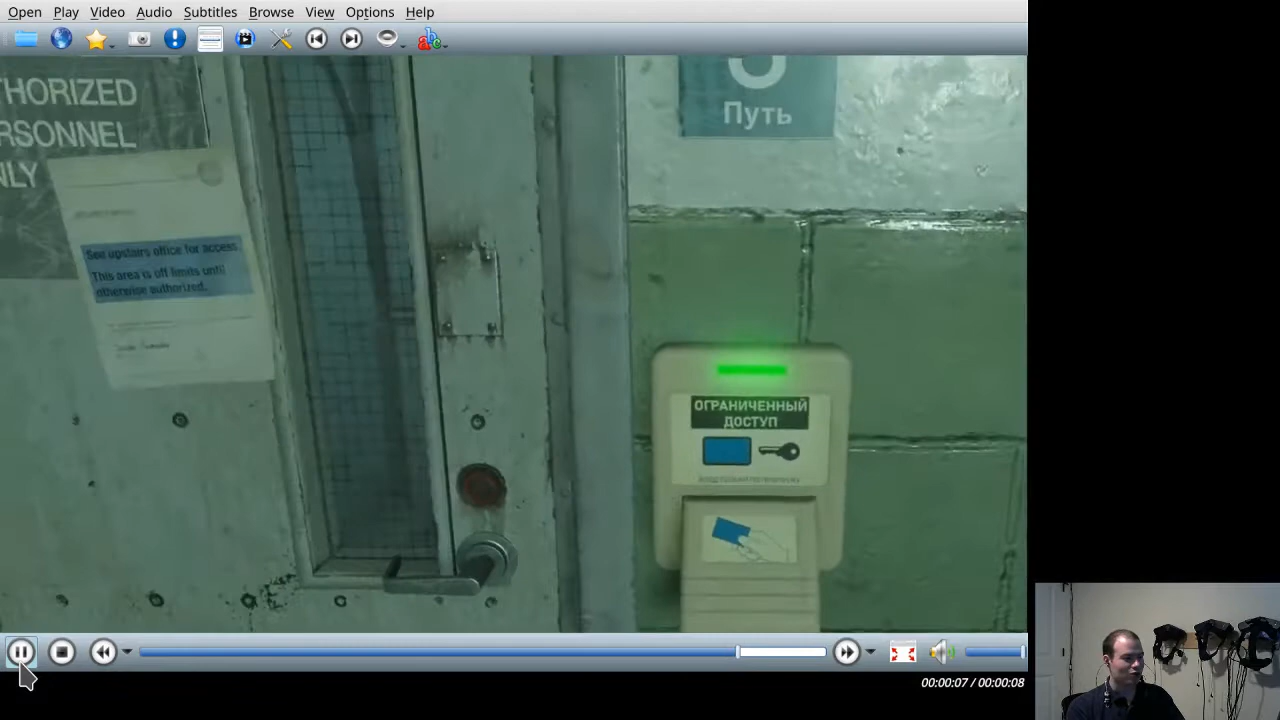 Open Play Video Audio Subtitles Browse View Options Help
THORIZED
ERSONNEL
NLY
See upstairs office for access.
This area is off limits until
otherwise authorized.
Путь
ОГРАНИЧЕННЫЙ
ДОСТУП
00:00:07 / 00:00:08